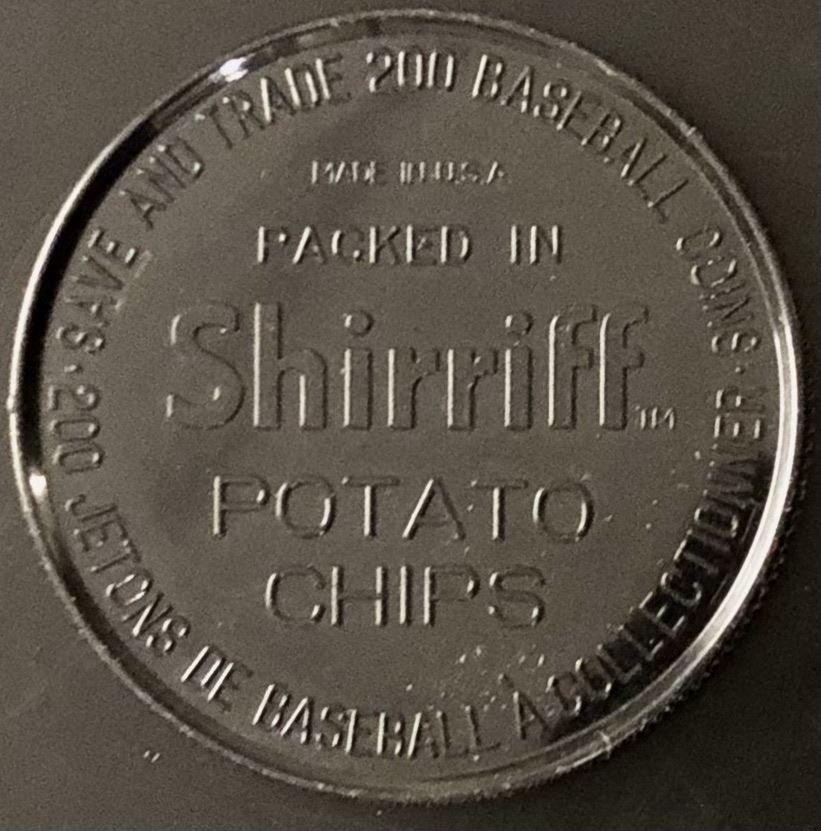 SAVE AND TRADE 200 BASEBALL COINS •
200 JETONS DE BASEBALL À COLLECTIONNER •
MADE IN U.S.A.
PACKED IN
Shirriff TM
POTATO
CHIPS